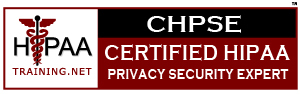 ™
HIPAA
TRAINING.NET
CHPSE
CERTIFIED HIPAA
PRIVACY SECURITY EXPERT